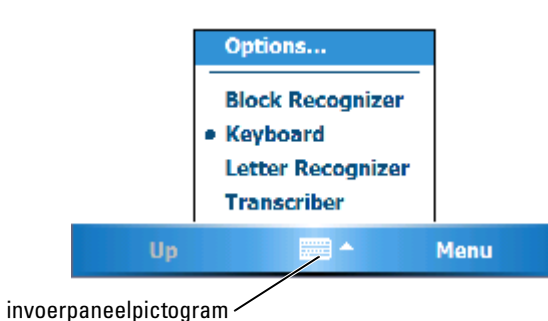 Options...
Block Recognizer
Keyboard
Letter Recognizer
Transcriber
Up Menu
invoerpaneelpictogram